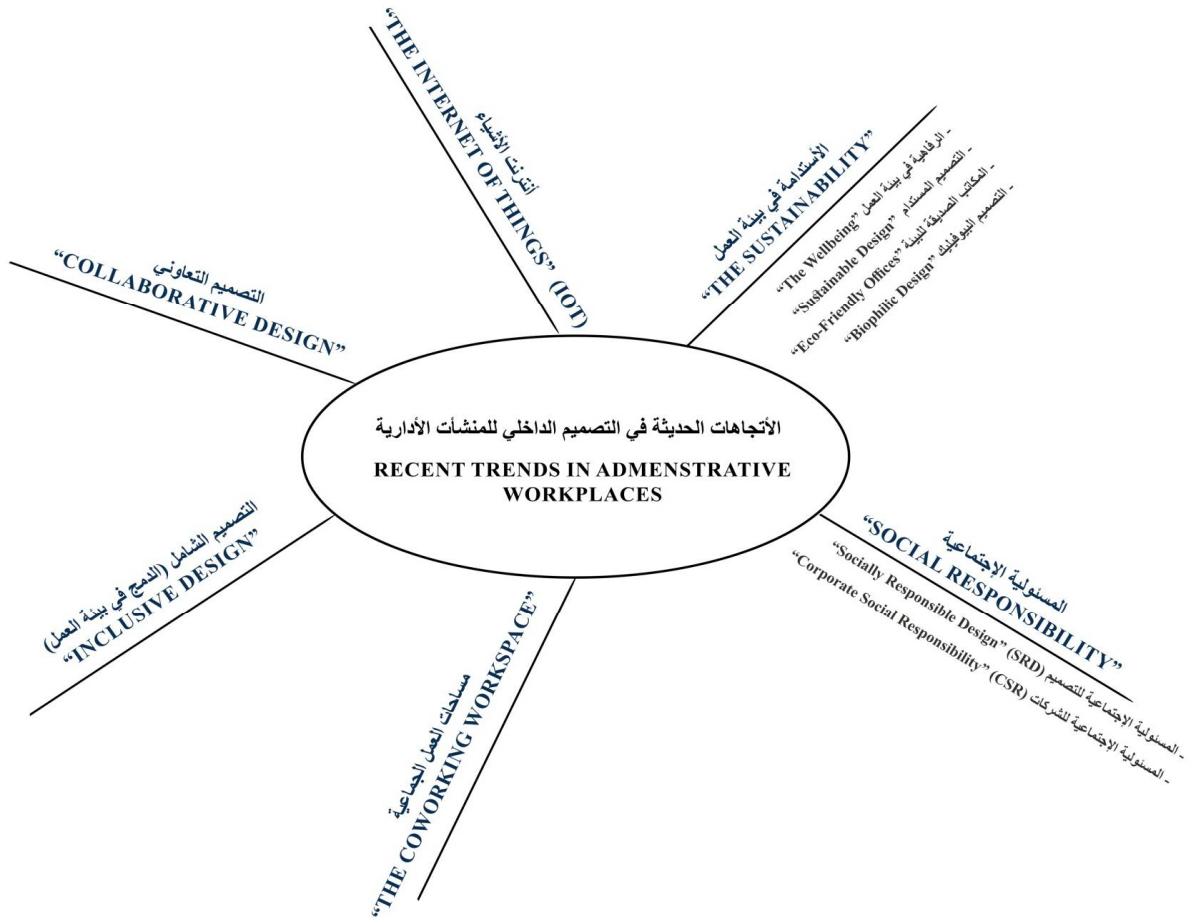 الأتجاهات الحديثة في التصميم الداخلي للمنشأت الأدارية
RECENT TRENDS IN ADMENSTRATIVE
WORKPLACES
أنترنت الأشياء
“THE INTERNET OF THINGS” (IOT)
الأستدامة في بيئة العمل
“THE SUSTAINABILITY”
- الرفاهية في بيئة العمل “The Wellbeing”
- التصميم المستدام “Sustainable Design”
- المكاتب الصديقة للبيئة “Eco-Friendly Offices”
- التصميم البيوفيليك “Biophilic Design”
المسئولية الإجتماعية
“SOCIAL RESPONSIBILITY”
- المسئولية الإجتماعية للتصميم “Socially Responsible Design” (SRD)
- المسئولية الإجتماعية للشركات “Corporate Social Responsibility” (CSR)
مساحات العمل الجماعية
“THE COWORKING WORKSPACE”
التصميم الشامل (الدمج في بيئة العمل)
“INCLUSIVE DESIGN”
التصميم التعاوني
“COLLABORATIVE DESIGN”